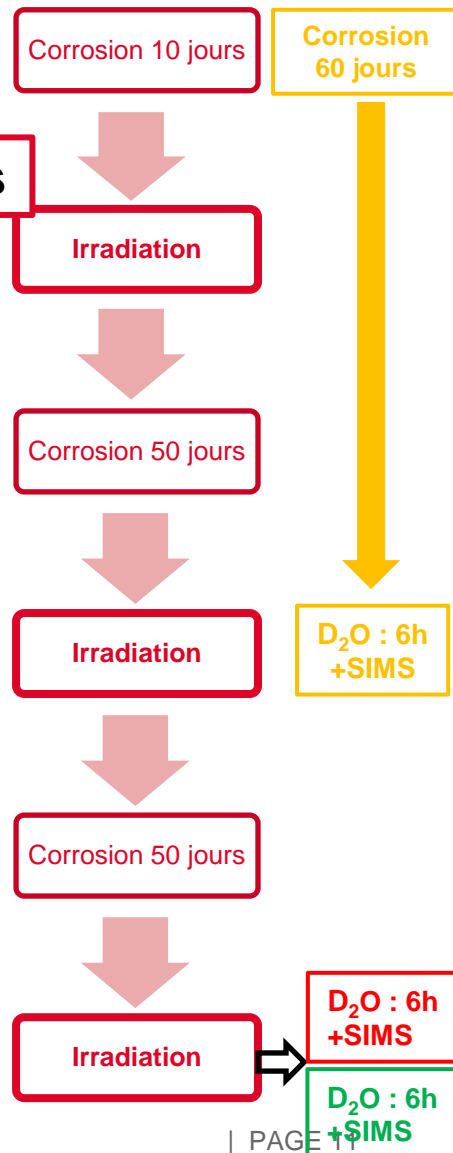 Corrosion 10 jours
Corrosion
60 jours
S
Irradiation
Corrosion 50 jours
Irradiation
D₂O : 6h
+SIMS
Corrosion 50 jours
Irradiation
D₂O : 6h
+SIMS
D₂O : 6h
+SIMS
| PAGE 11